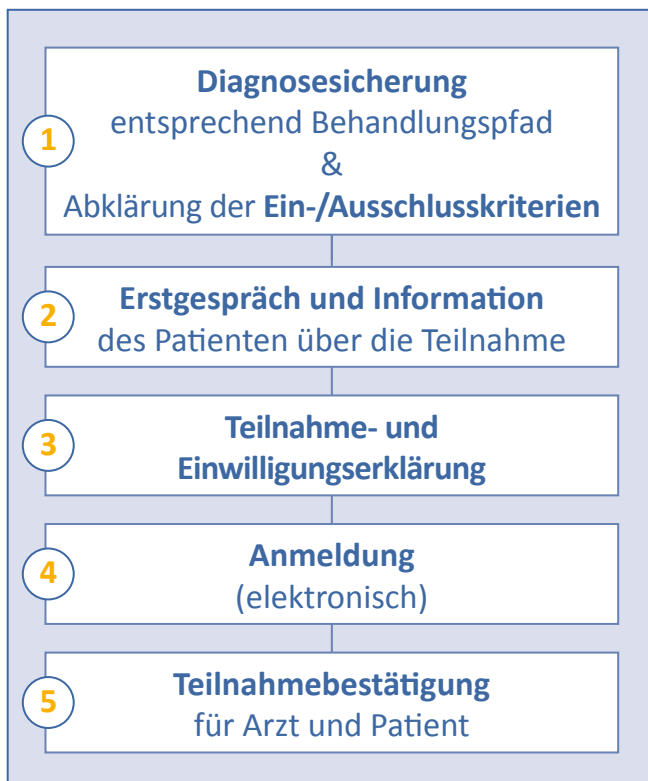 1
Diagnosesicherung
entsprechend Behandlungspfad
&
Abklärung der Ein-/Ausschlusskriterien
2
Erstgespräch und Information
des Patienten über die Teilnahme
3
Teilnahme- und
Einwilligungserklärung
4
Anmeldung
(elektronisch)
5
Teilnahmebestätigung
für Arzt und Patient